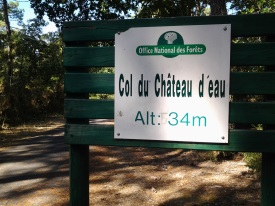 Office National des Forêts
Col du Château d'eau
Alt: 34m